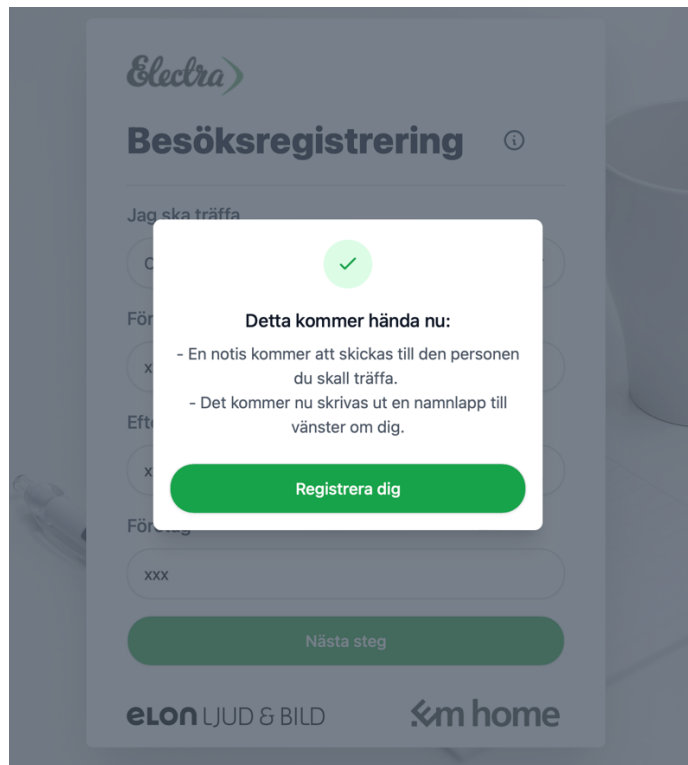 Electra
Besöksregistrering
Jag ska träffa
Detta kommer hända nu:
- En notis kommer att skickas till den personen
du skall träffa.
- Det kommer nu skrivas ut en namnlapp till
vänster om dig.
Registrera dig
xxx
Nästa steg
eLon LJUD & BILD
em home